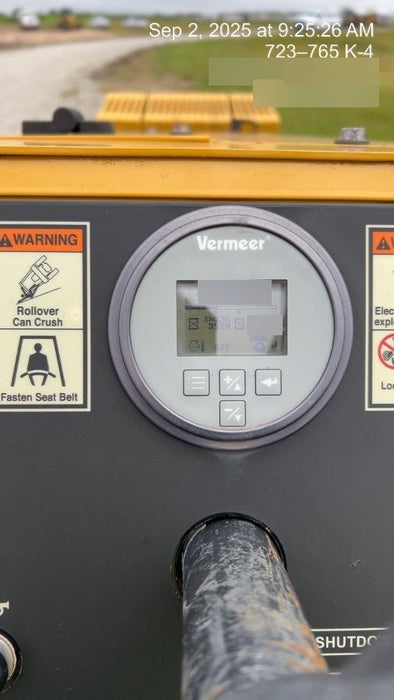 Sep 2, 2025 at 9:25:26 AM
723–765 K-4
Vermeer
WARNING
Rollover
Can Crush
Fasten Seat Belt
ENGINE
SHUTDO